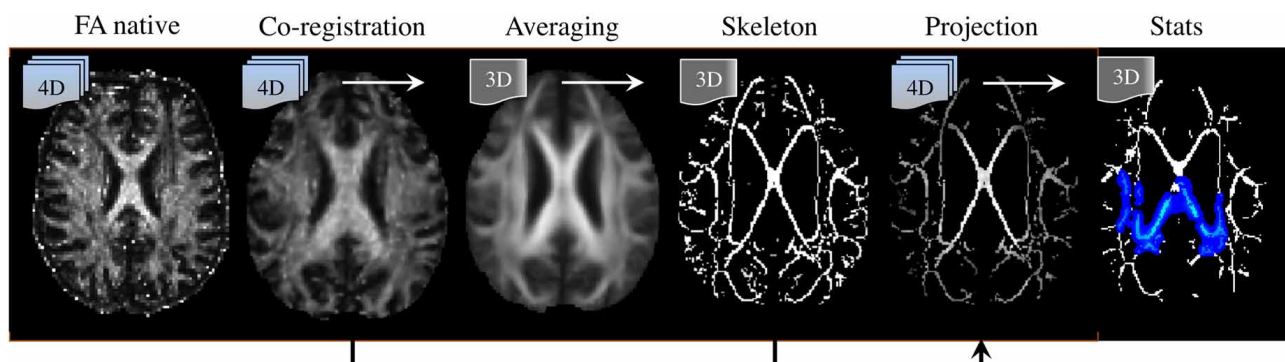 FA native Co-registration Averaging Skeleton Projection Stats
4D 4D 3D 3D 4D 3D